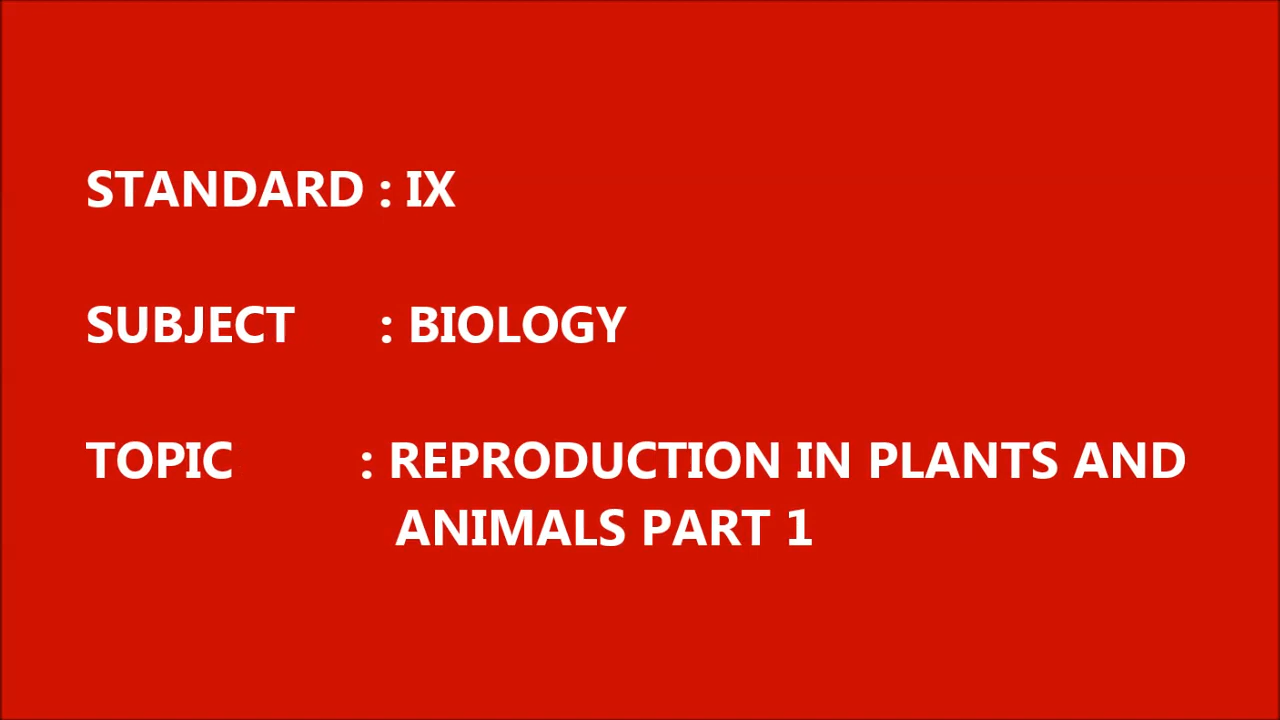 STANDARD : IX
SUBJECT : BIOLOGY
TOPIC : REPRODUCTION IN PLANTS AND
ANIMALS PART 1